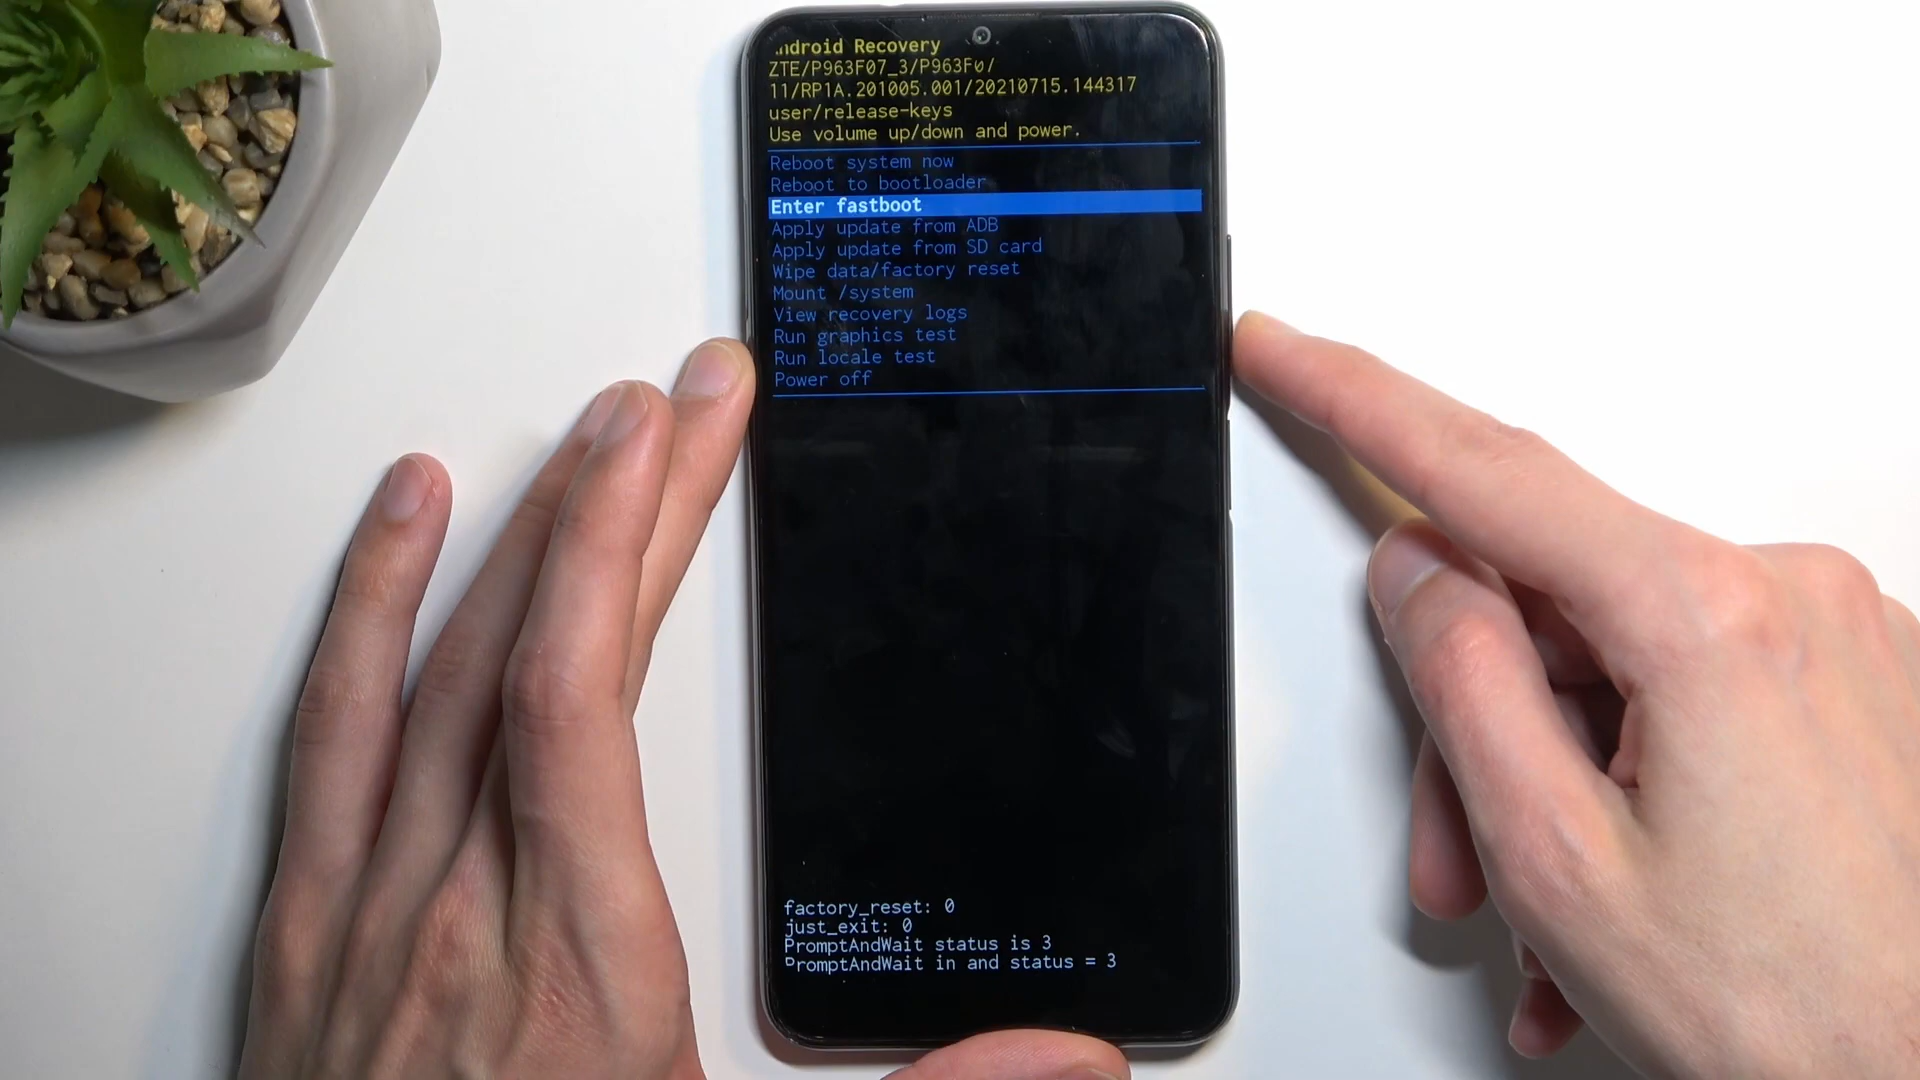 ndroid Recovery
ZTE/P963F07_3/P963F0/
11/RP1A.201005.001/20210715.144317
user/release-keys
Use volume up/down and power.
Reboot system now
Reboot to bootloader
Enter fastboot
Apply update from ADB
Apply update from SD card
Wipe data/factory reset
Mount /system
View recovery logs
Run graphics test
Run locale test
Power off
factory_reset: 0
just_exit: 0
PromptAndWait status is 3
PromptAndWait in and status = 3